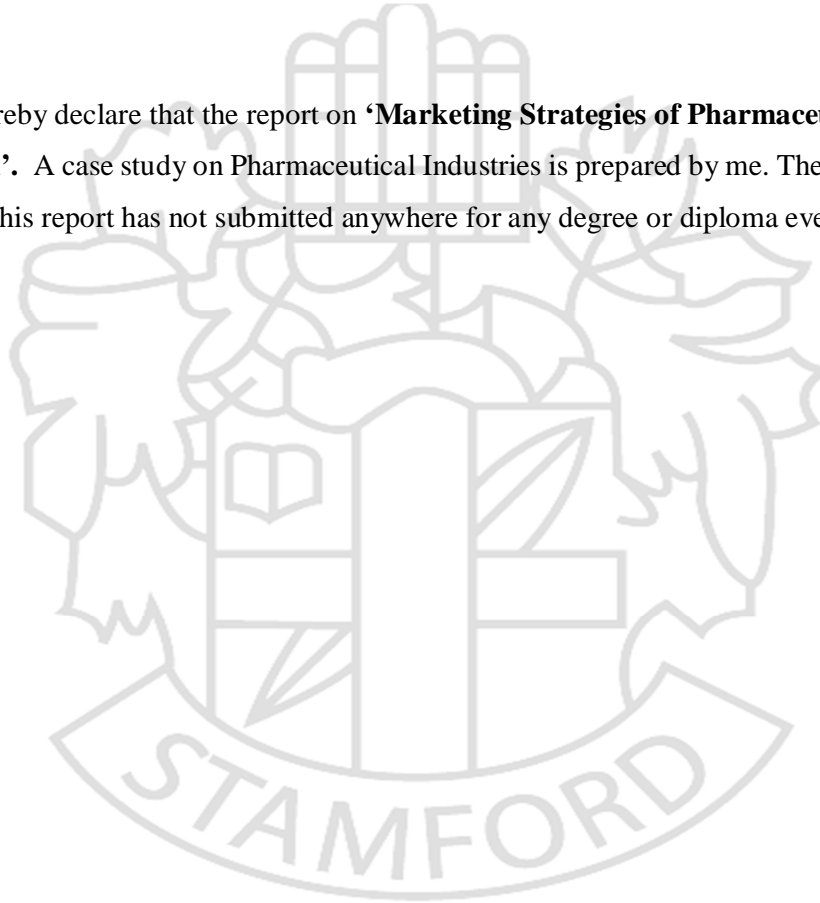 reby declare that the report on ‘Marketing Strategies of Pharmaceu
’. A case study on Pharmaceutical Industries is prepared by me. The
his report has not submitted anywhere for any degree or diploma eve
STAMFORD